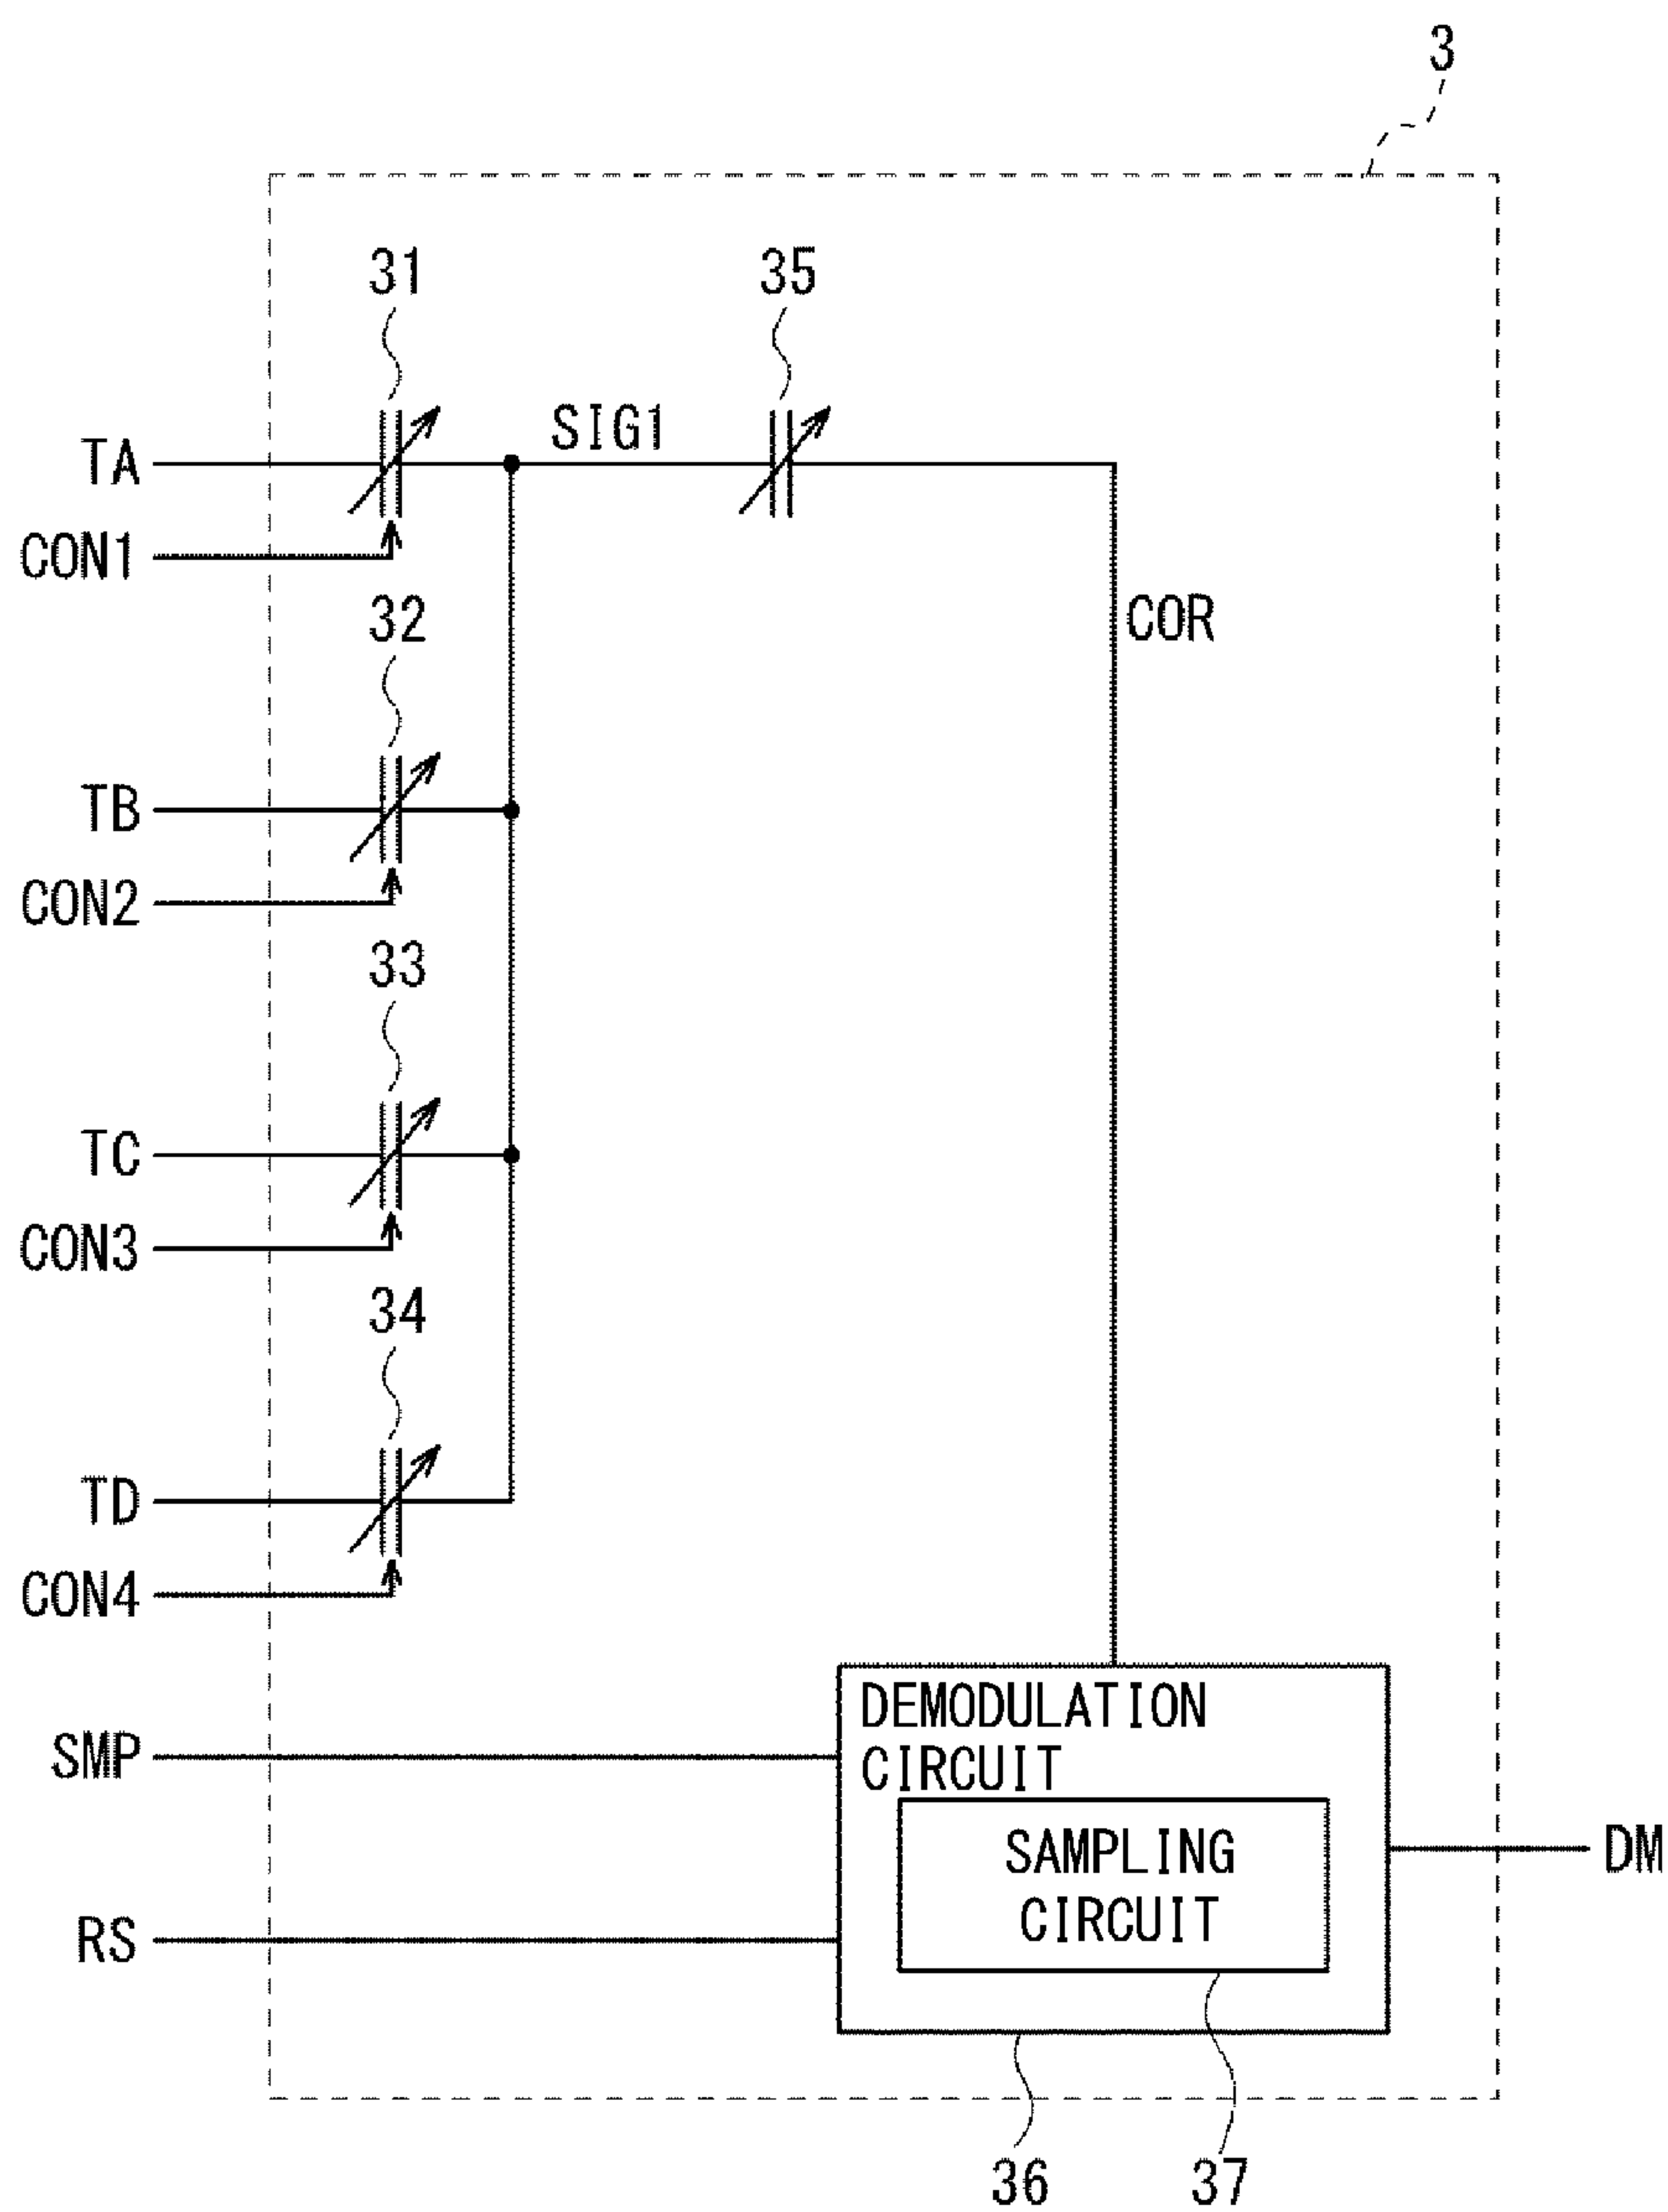 3
31
35
TA
SIG1
CON1
32
COR
TB
CON2
33
TC
CON3
34
TD
CON4
DEMODULATION
CIRCUIT
SMP
SAMPLING
CIRCUIT
DM
RS
36
37